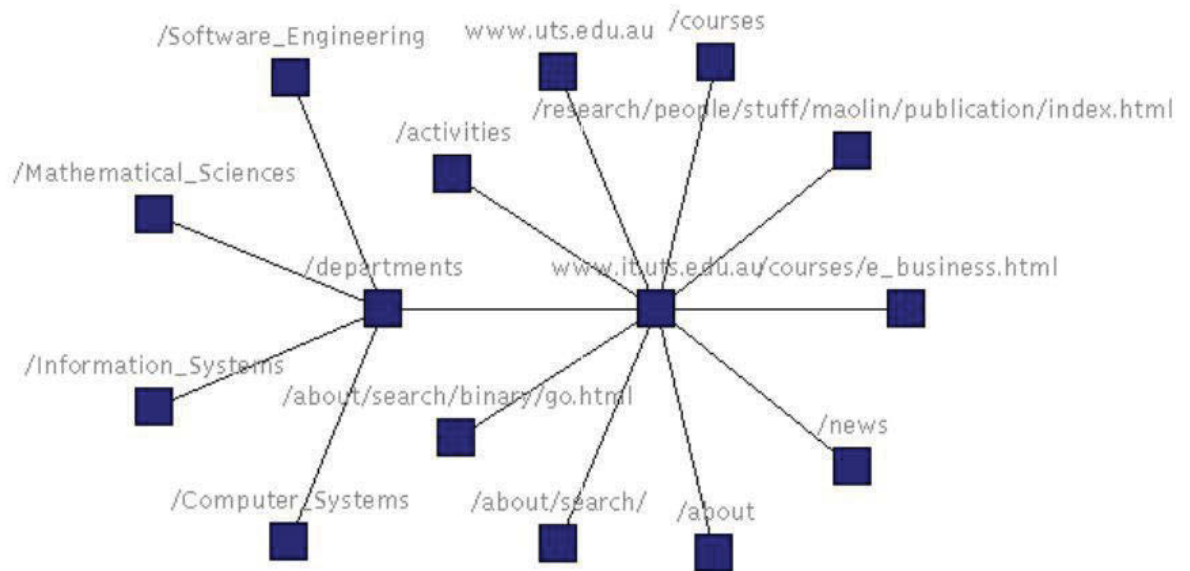 /courses
www.uts.edu.au
/Software_Engineering
/research/people/stuff/maolin/publication/index.html
/activities
/Mathematical_Sciences
/departments
www.it.uts.edu.au
/courses/e_business.html
/Information_Systems
/about/search/binary/go.html
/news
/Computer_Systems
/about/search/
/about